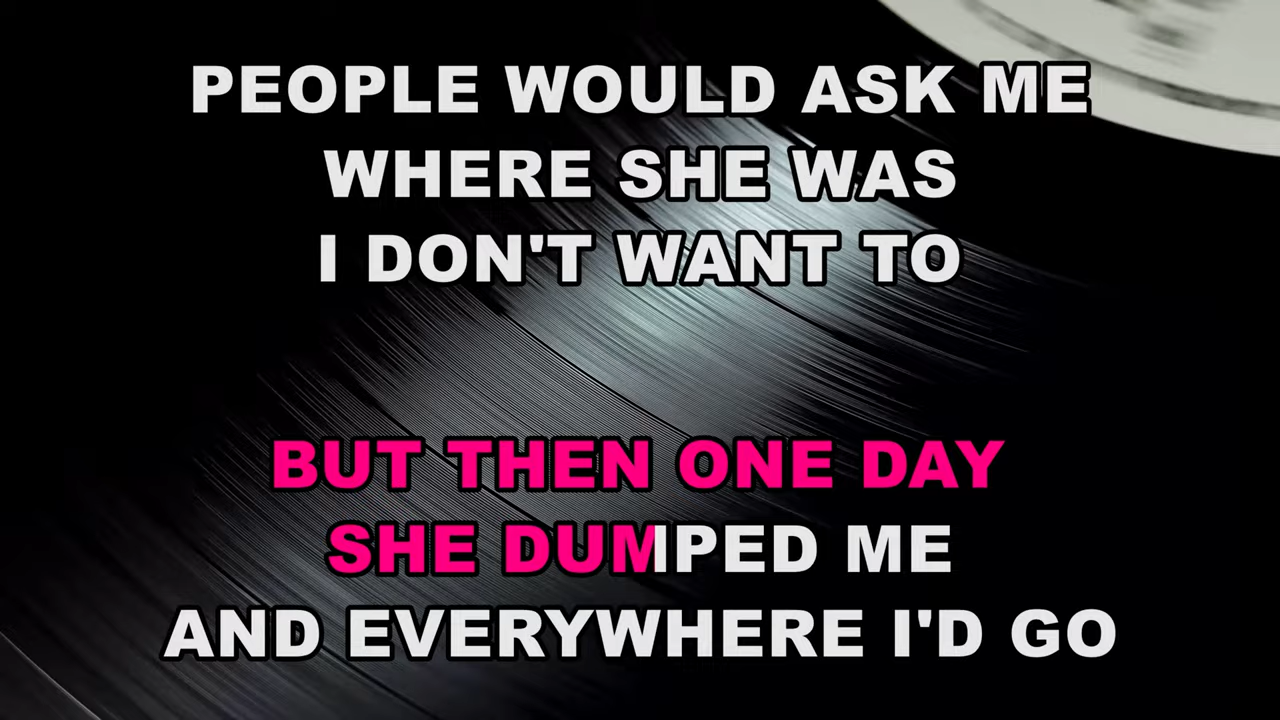 PEOPLE WOULD ASK ME
WHERE SHE WAS
I DON'T WANT TO
BUT THEN ONE DAY
SHE DUMPED ME
AND EVERYWHERE I'D GO